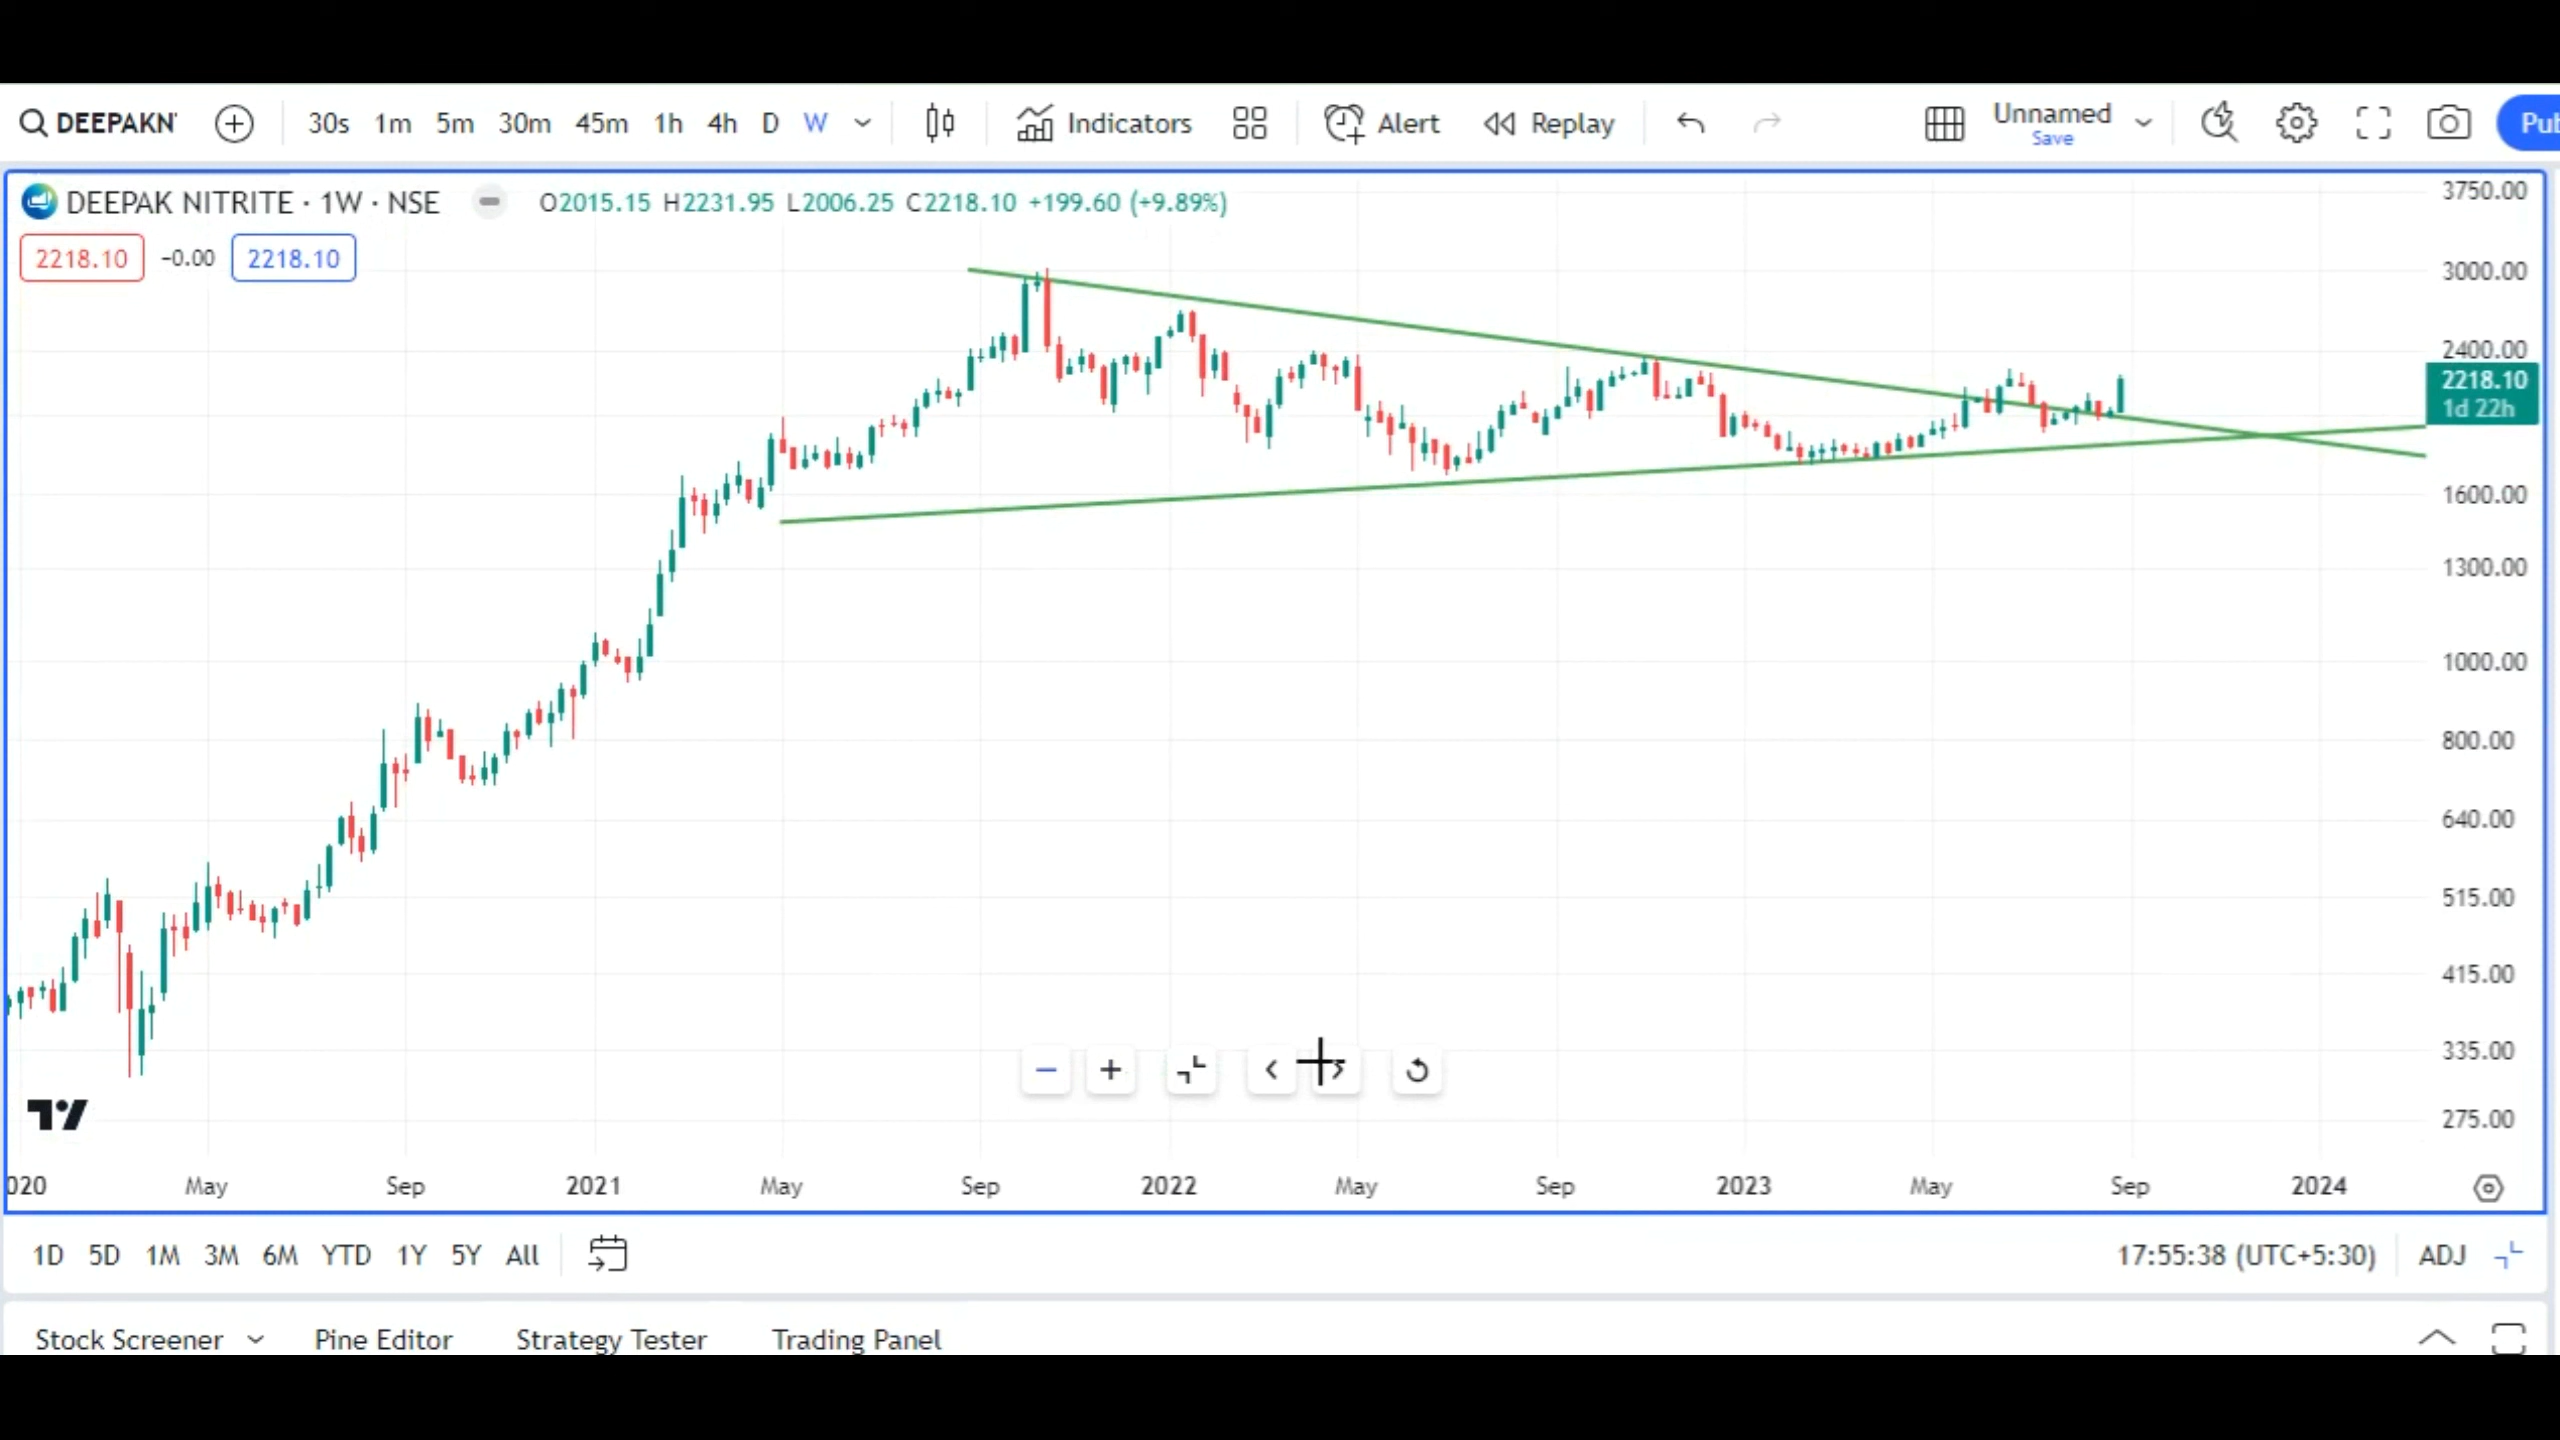 DEEPAKN 30s 1m 5m 30m 45m 1h 4h D W Indicators Alert Replay Unnamed
Save
DEEPAK NITRITE · 1W · NSE O2015.15 H2231.95 L2006.25 C2218.10 +199.60 (+9.89%)
2218.10 -0.00 2218.10
3750.00
3000.00
2400.00
2218.10
1d 22h
1600.00
1300.00
1000.00
800.00
640.00
515.00
415.00
335.00
275.00
May Sep 2021 May Sep 2022 May Sep 2023 May Sep 2024
1D 5D 1M 3M 6M YTD 1Y 5Y All 17:55:38 (UTC+5:30) ADJ
Stock Screener Pine Editor Strategy Tester Trading Panel